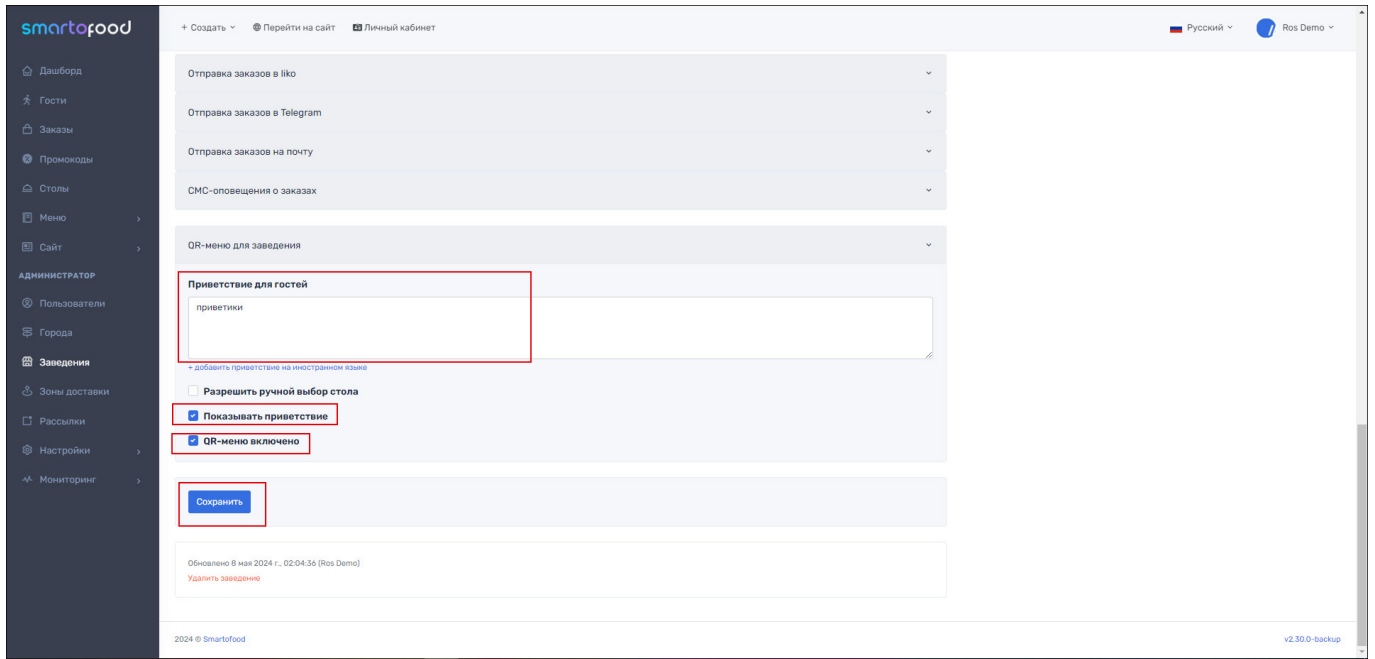 smartofood
+ Создать
Перейти на сайт
Личный кабинет
Русский
Ros Demo
Дашборд
Гости
Заказы
Промокоды
Столы
Меню
Сайт
АДМИНИСТРАТОР
Пользователи
Города
Заведения
Зоны доставки
Рассылки
Настройки
Мониторинг
Отправка заказов в Iiko
Отправка заказов в Telegram
Отправка заказов на почту
СМС-оповещения о заказах
QR-меню для заведения
Приветствие для гостей
приветики
+ добавить приветствие на иностранном языке
Разрешить ручной выбор стола
Показывать приветствие
QR-меню включено
Сохранить
Обновлено 8 мая 2024 г., 02:04:36 (Ros Demo)
Удалить заведение
2024 © Smartofood
v2.30.0-backup